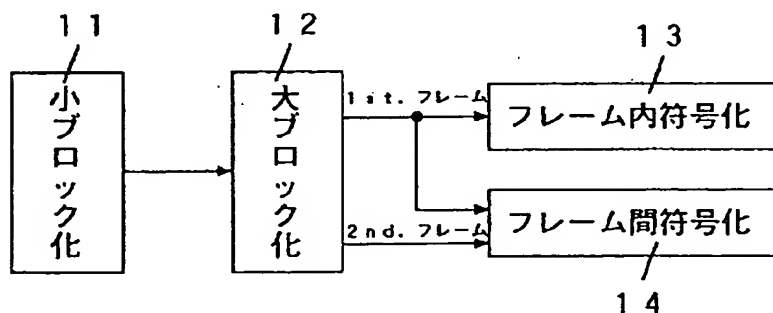 11
12
13
小ブロック化
大ブロック化
1st.フレーム
フレーム内符号化
2nd.フレーム
フレーム間符号化
14